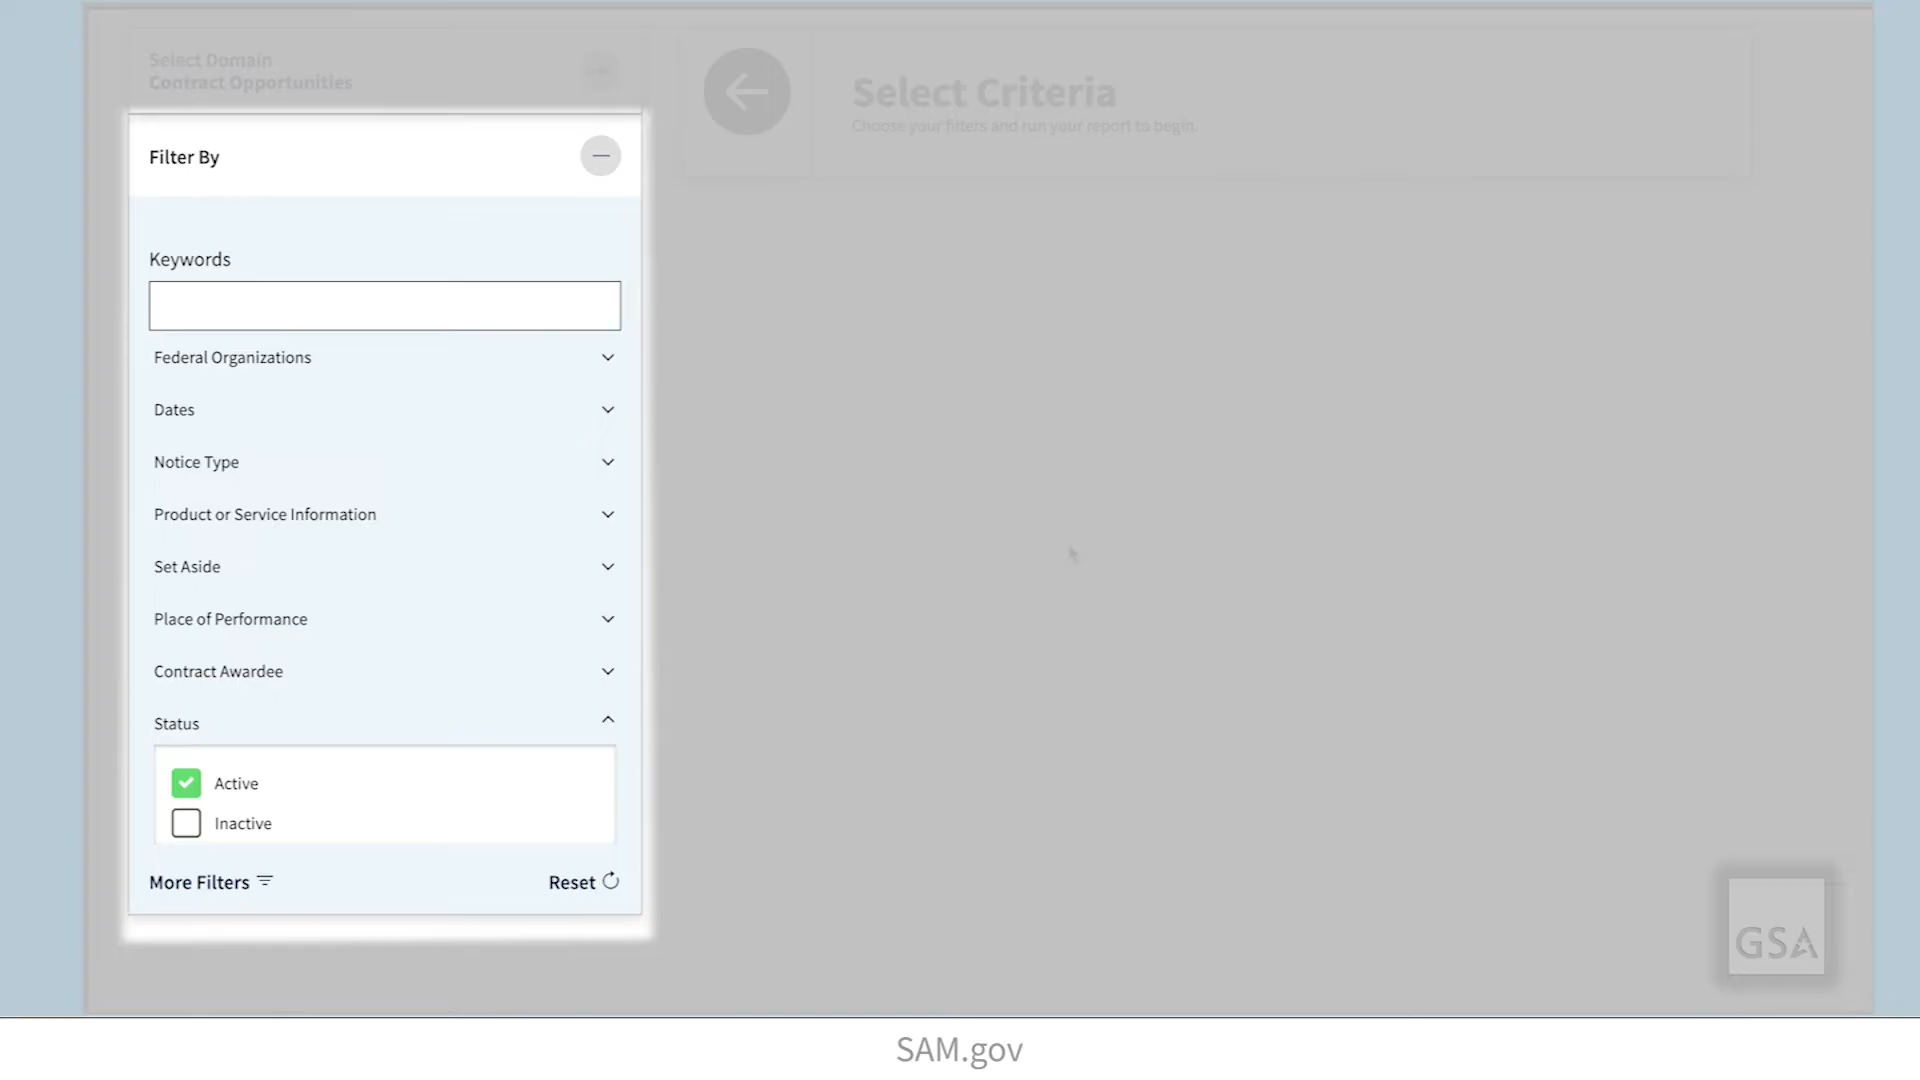 Select Domain
Contract Opportunities
Select Criteria
Choose your filters and run your report to begin.
Filter By
Keywords
Federal Organizations
Dates
Notice Type
Product or Service Information
Set Aside
Place of Performance
Contract Awardee
Status
Active
Inactive
More Filters
Reset
GSA
SAM.gov